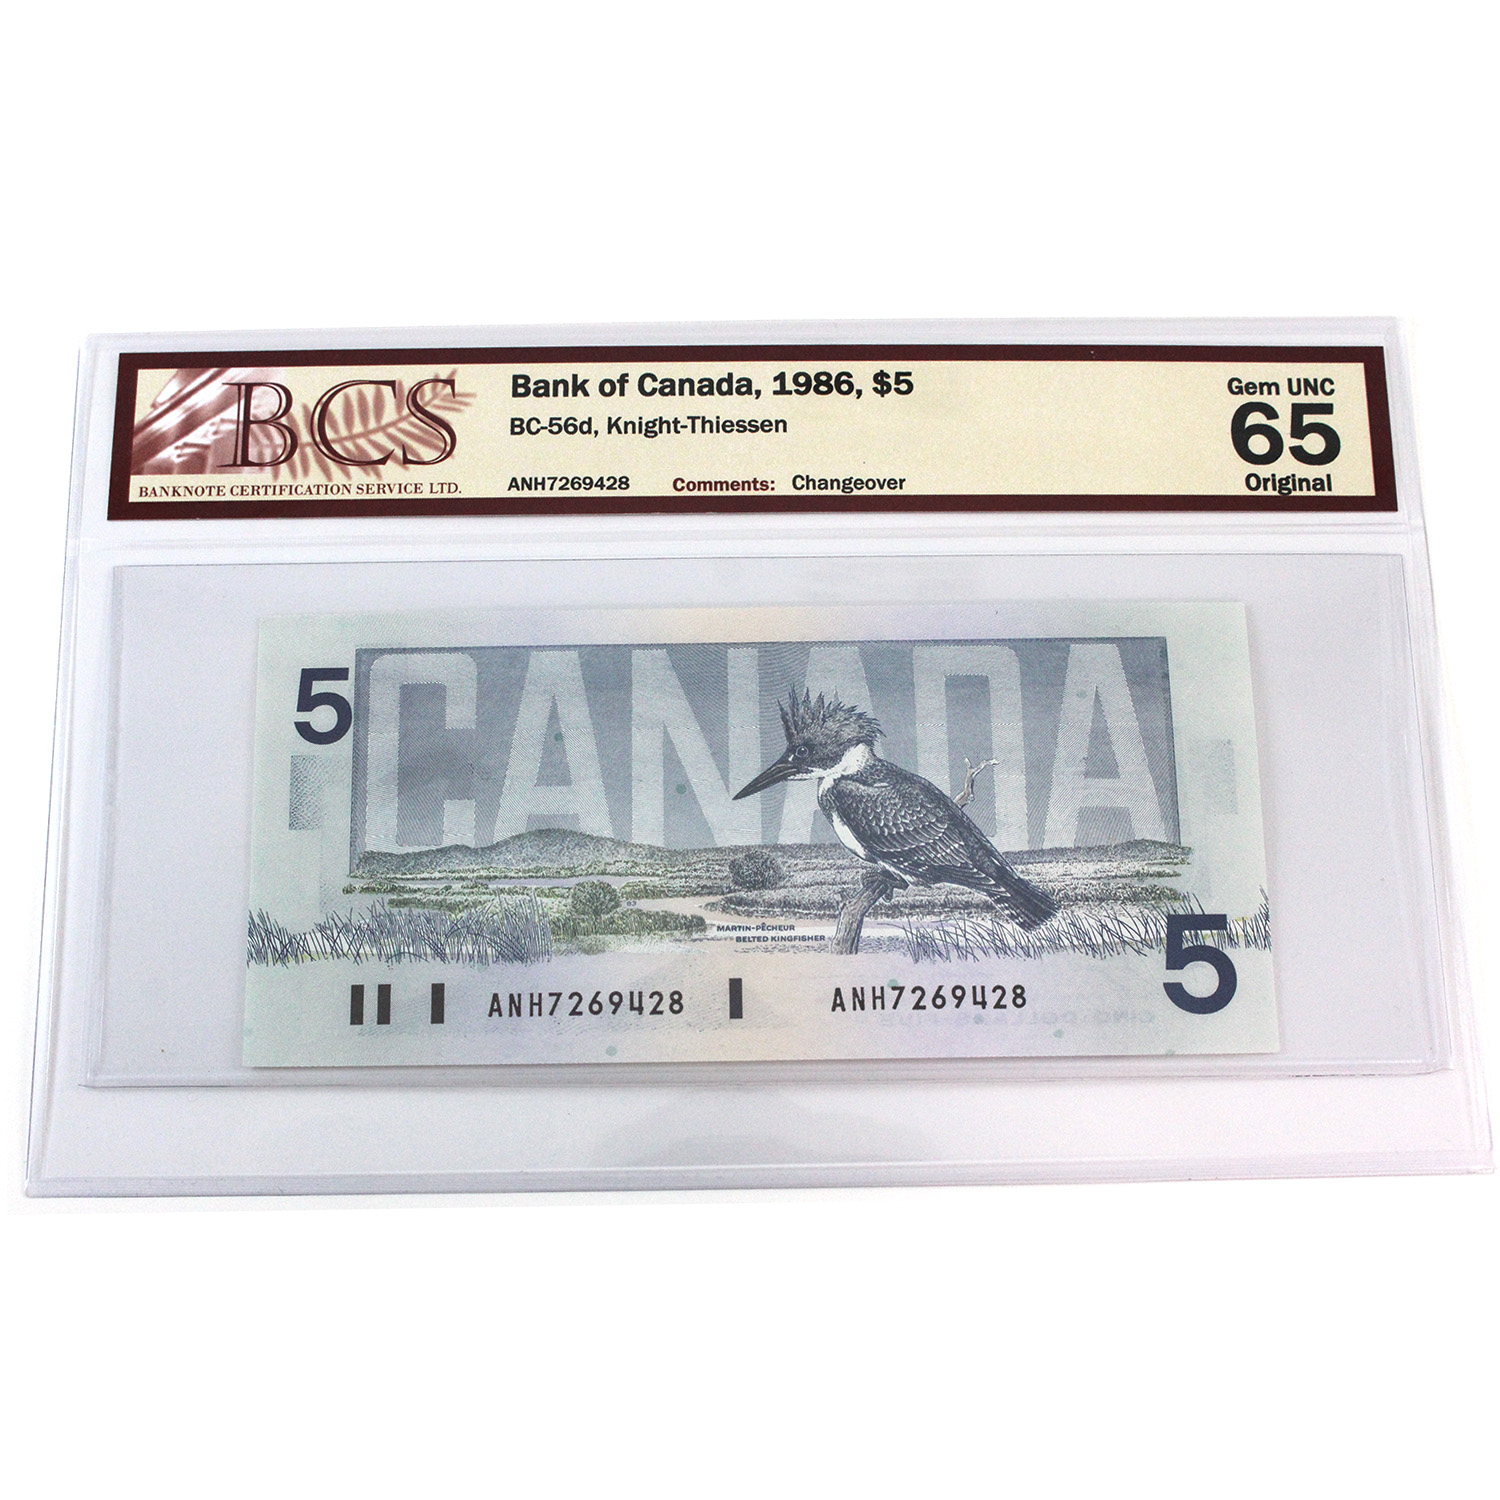 BCS
BANKNOTE CERTIFICATION SERVICE LTD.
Bank of Canada, 1986, $5
BC-56d, Knight-Thiessen
ANH7269428 Comments: Changeover
Gem UNC
65
Original
5
CANADA
63
MARTIN-PÊCHEUR
BELTED KINGFISHER
5
ANH7269428 ANH7269428